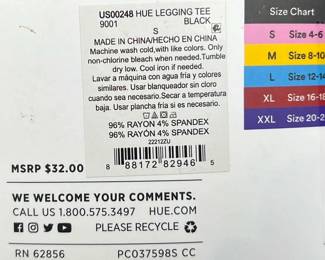 US00248 HUE LEGGING TEE
9001 BLACK
S
MADE IN CHINA/HECHO EN CHINA
Machine wash cold,with like colors. Only
non-chlorine bleach when needed.Tumble
dry low. Cool iron if needed.
Lavar a máquina con agua fría y colores
similares. Usar blanqueador sin cloro
cuando sea necesario.Secar a temperatura
baja. Usar plancha fria si es necesario.
96% RAYON 4% SPANDEX
96% RAYÓN 4% SPANDEX
22212ZU
8 88172 82946 5
MSRP $32.00
WE WELCOME YOUR COMMENTS.
CALL US 1.800.575.3497 HUE.COM
PLEASE RECYCLE
RN 62856 PC037598S CC
Size Chart
S Size 4-6
M Size 8-10
L Size 12-14
XL Size 16-18
XXL Size 20-2